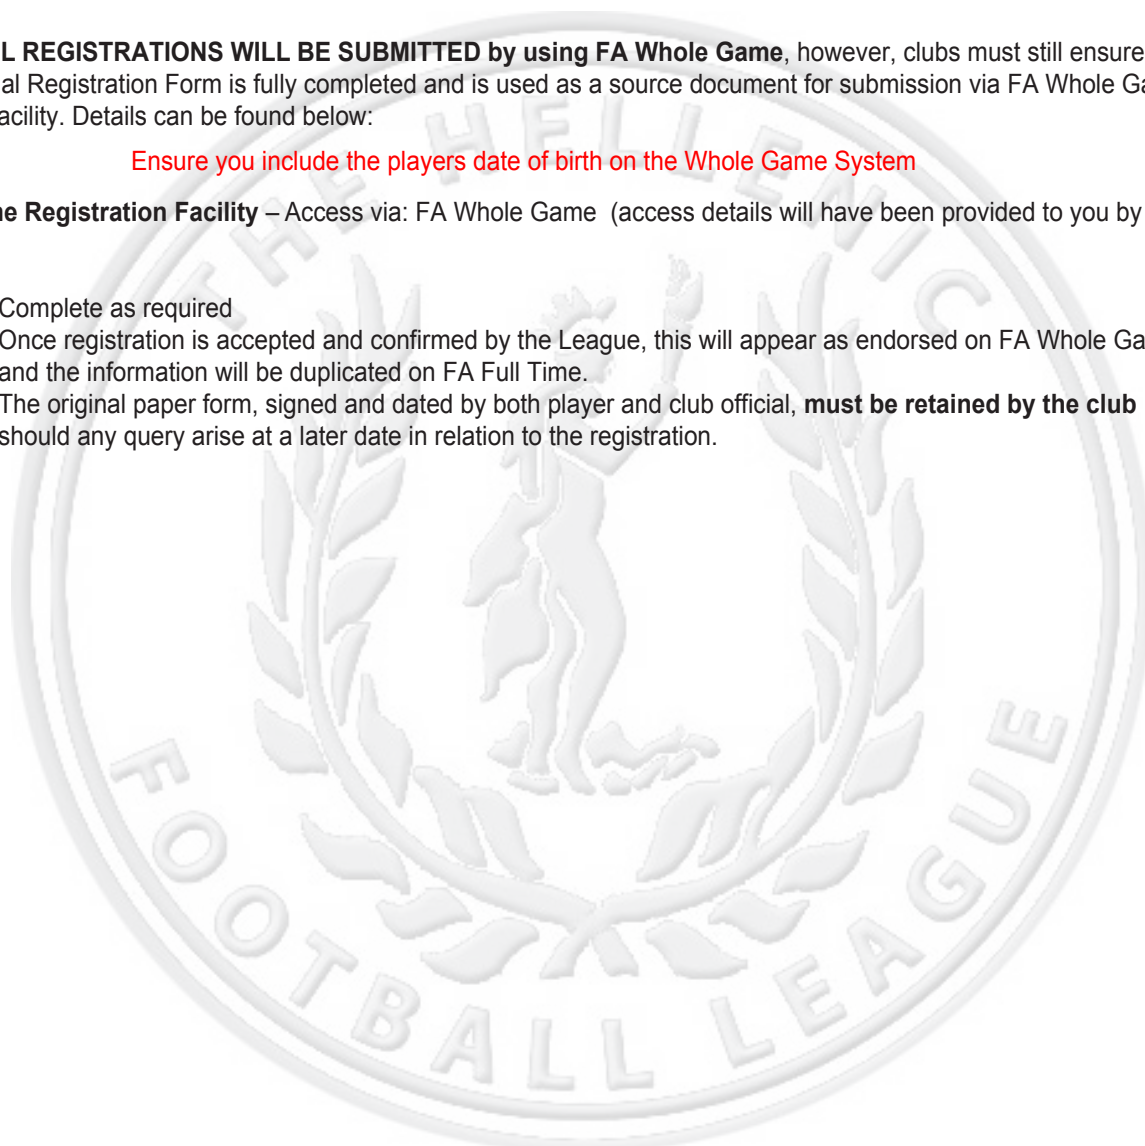 L REGISTRATIONS WILL BE SUBMITTED by using FA Whole Game, however, clubs must still ensure
al Registration Form is fully completed and is used as a source document for submission via FA Whole Ga
acility. Details can be found below:
Ensure you include the players date of birth on the Whole Game System
ne Registration Facility – Access via: FA Whole Game (access details will have been provided to you by
Complete as required
Once registration is accepted and confirmed by the League, this will appear as endorsed on FA Whole Ga
and the information will be duplicated on FA Full Time.
The original paper form, signed and dated by both player and club official, must be retained by the club
should any query arise at a later date in relation to the registration.
THE HELLENIC
FOOTBALL LEAGUE